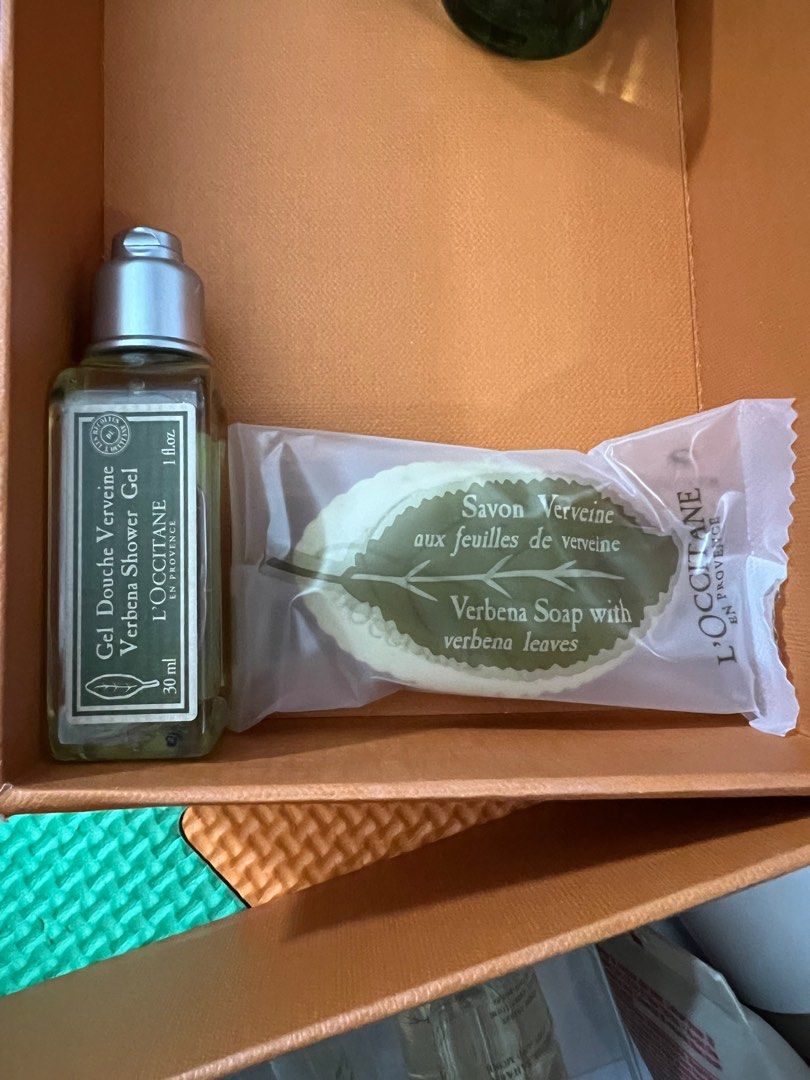 Gel Douche Verveine
Verbena Shower Gel
L'OCCITANE
EN PROVENCE
30 ml
1 fl.oz
Savon Verveine
aux feuilles de verveine
Verbena Soap with
verbena leaves
L'OCCITANE
EN PROVENCE